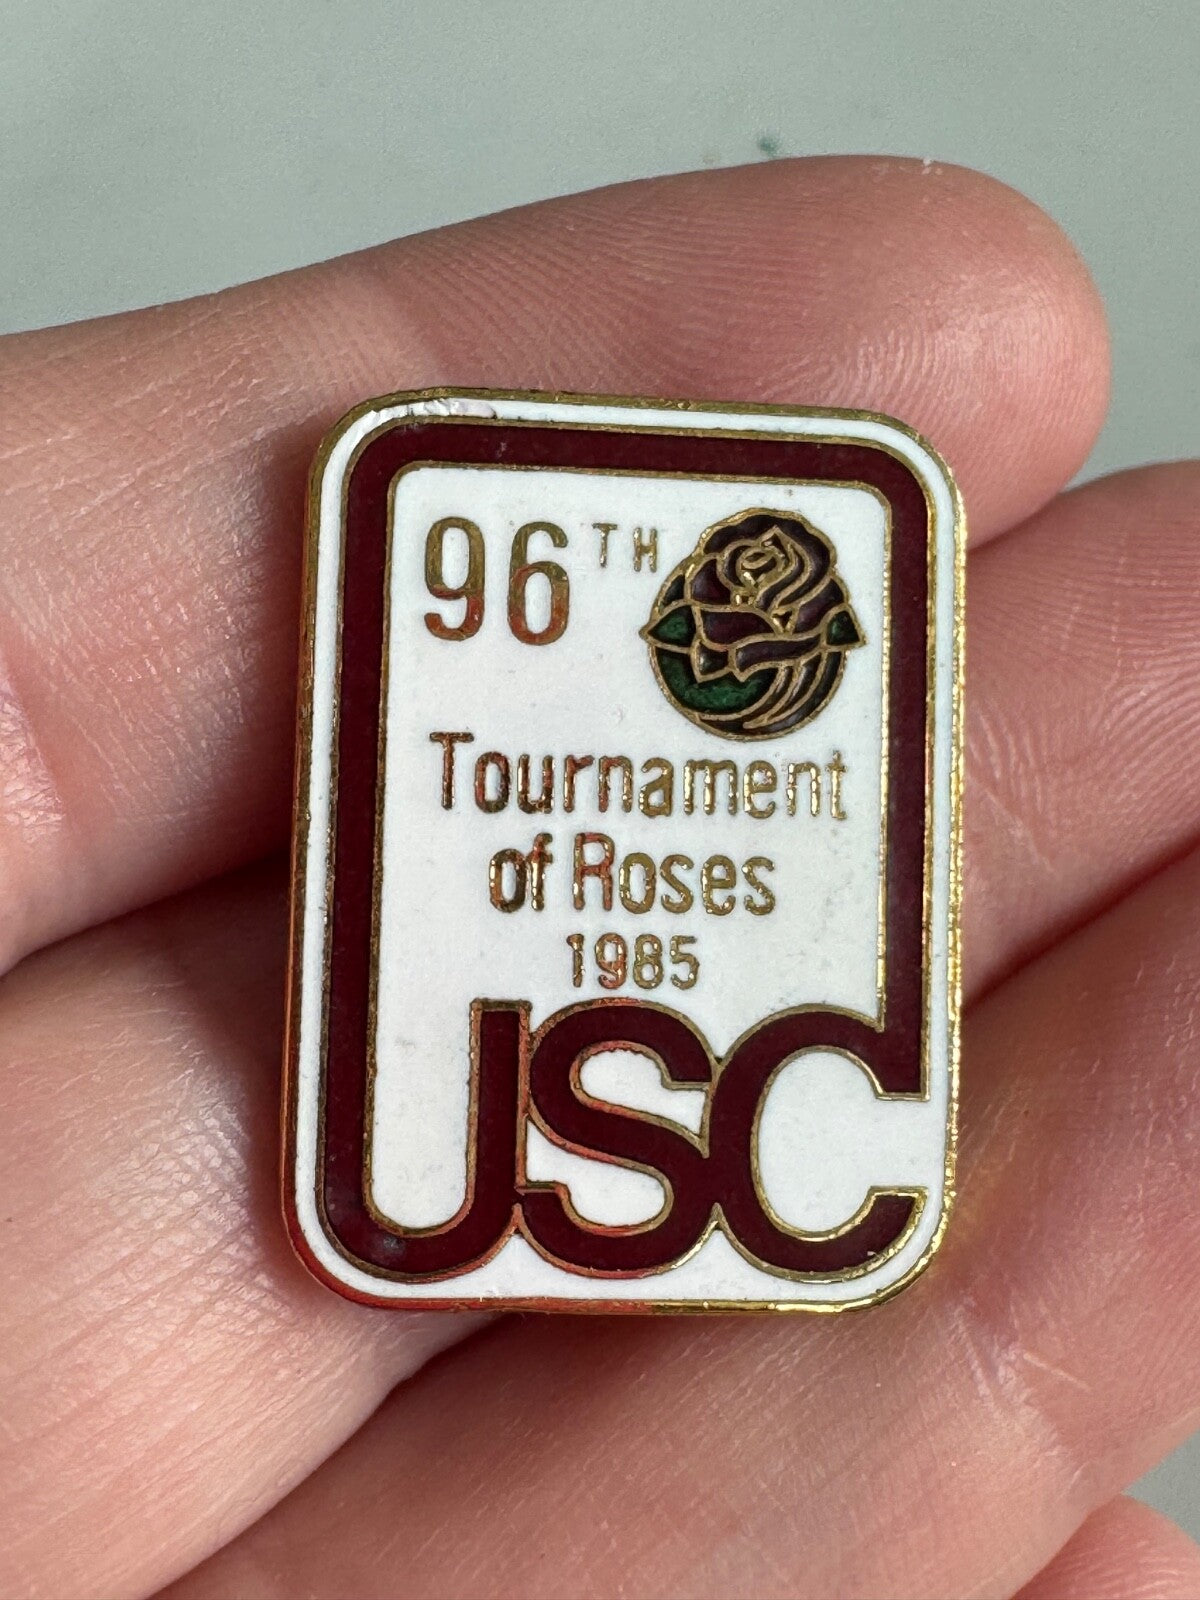 96TH
Tournament
of Roses
1985
USC